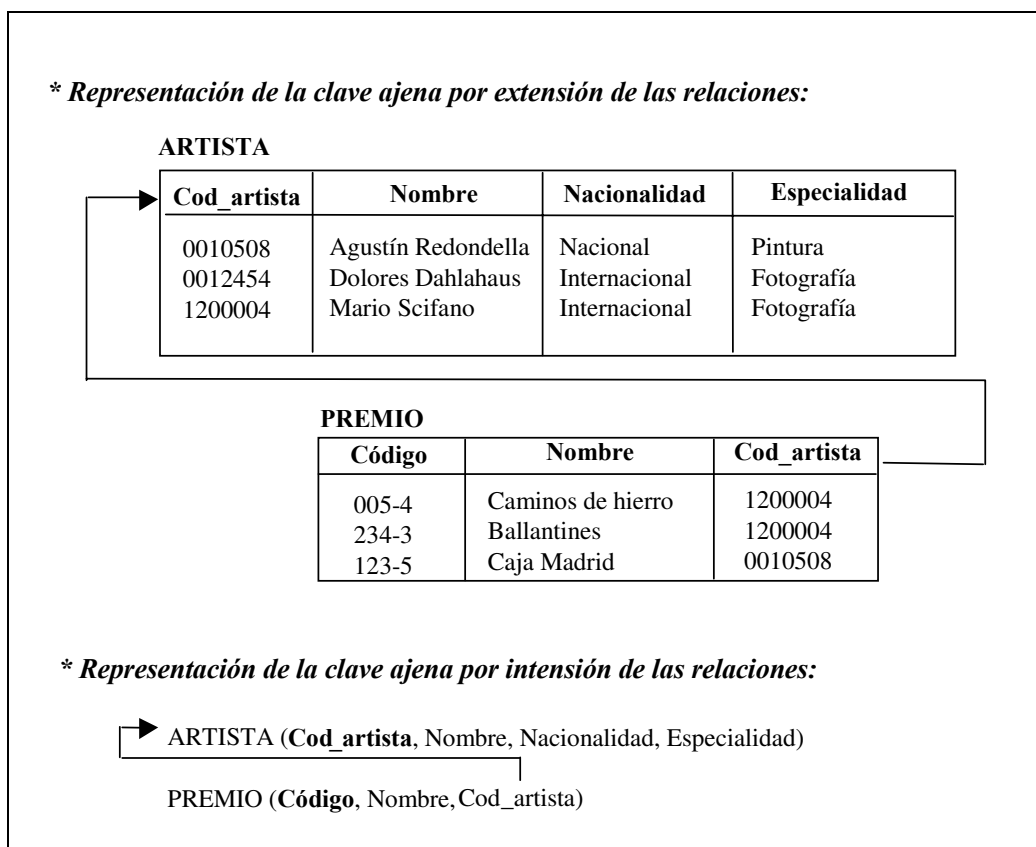 * Representación de la clave ajena por extensión de las relaciones:
ARTISTA
Cod_artista Nombre Nacionalidad Especialidad
0010508 Agustín Redondella Nacional Pintura
0012454 Dolores Dahlahaus Internacional Fotografía
1200004 Mario Scifano Internacional Fotografía
PREMIO
Código Nombre Cod_artista
005-4 Caminos de hierro 1200004
234-3 Ballantines 1200004
123-5 Caja Madrid 0010508
* Representación de la clave ajena por intensión de las relaciones:
ARTISTA (Cod_artista, Nombre, Nacionalidad, Especialidad)
PREMIO (Código, Nombre, Cod_artista)